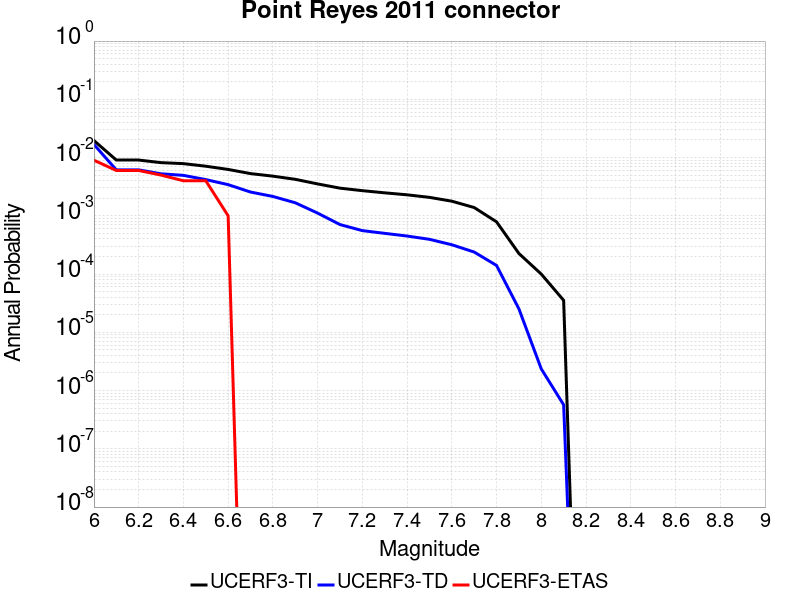 Point Reyes 2011 connector
10^0
10^-1
10^-2
10^-3
10^-4
10^-5
10^-6
10^-7
10^-8
Annual Probability
6 6.2 6.4 6.6 6.8 7 7.2 7.4 7.6 7.8 8 8.2 8.4 8.6 8.8 9
Magnitude
UCERF3-TI UCERF3-TD UCERF3-ETAS